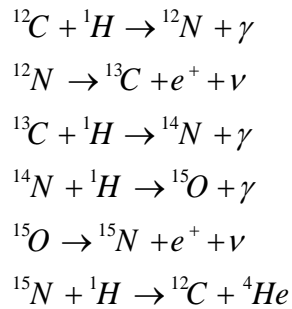 ¹²C + ¹H → ¹²N + γ
¹²N → ¹³C + e⁺ + ν
¹³C + ¹H → ¹⁴N + γ
¹⁴N + ¹H → ¹⁵O + γ
¹⁵O → ¹⁵N + e⁺ + ν
¹⁵N + ¹H → ¹²C + ⁴He